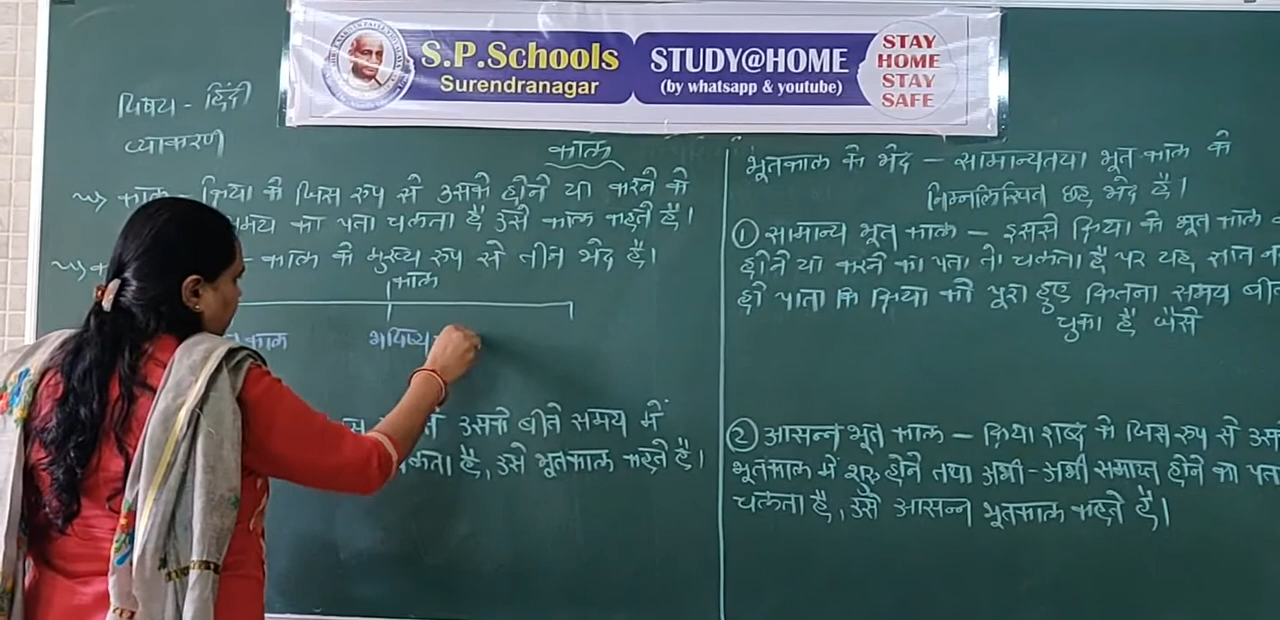 S.P.Schools
Surendranagar
STUDY@HOME
(by whatsapp & youtube)
STAY
HOME
STAY
SAFE
विषय - हिंदी
व्याकरण
काल
काल - क्रिया के जिस रुप से उसके होने या करने के
समय का पता चलता है उसे काल कहते है।
- काल के मुख्य रुप से तीन भेद है।
काल
काल
भविष्य
उसके बीते समय में
चलता है, उसे भूतकाल कहते है।
भूतकाल के भेद - सामान्यतया भूत काल के
निम्नलिखित छह भेद है।
① सामान्य भूत काल - इससे क्रिया के भूत काल
होने या करने का पता तो चलता है पर यह ज्ञात
हो पाता कि क्रिया को पूरा हुए कितना समय
चुका है जैसे
② आसन्न भूत काल - क्रिया शब्द के जिस रुप से
भूतकाल में शुरू होने तथा अभी-अभी समाप्त होने का
चलता है, उसे आसन्न भूतकाल कहते है।